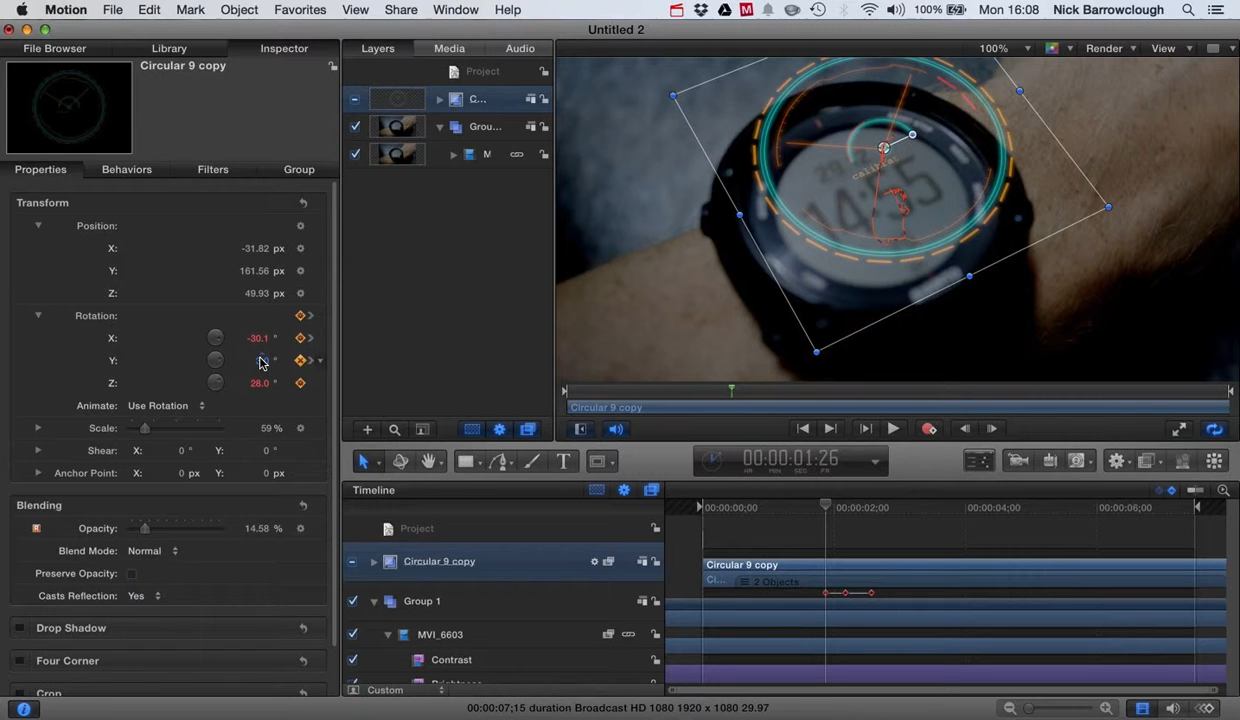 Motion File Edit Mark Object Favorites View Share Window Help 100% Mon 16:08 Nick Barrowclough
Untitled 2
File Browser Library Inspector Layers Media Audio 100% Render View
Circular 9 copy
Project
C...
Grou...
M
Properties Behaviors Filters Group
Transform
Position:
X: -31.82 px
Y: 161.56 px
Z: 49.93 px
Rotation:
X: -30.1 °
Y: °
Z: 28.0 °
Animate: Use Rotation
Scale: 59 %
Shear: X: 0 ° Y: 0 °
Anchor Point: X: 0 px Y: 0 px
Blending
Opacity: 14.58 %
Blend Mode: Normal
Preserve Opacity:
Casts Reflection: Yes
Drop Shadow
Four Corner
Crop
14:55
Circular 9 copy
00:00:01:26
Timeline
Project
00:00:00;00 00:00:02;00 00:00:04;00 00:00:06;00
Circular 9 copy
Circular 9 copy
Ci... 2 Objects
Group 1
MVI_6603
Contrast
Custom
00:00:07;15 duration Broadcast HD 1080 1920 x 1080 29.97